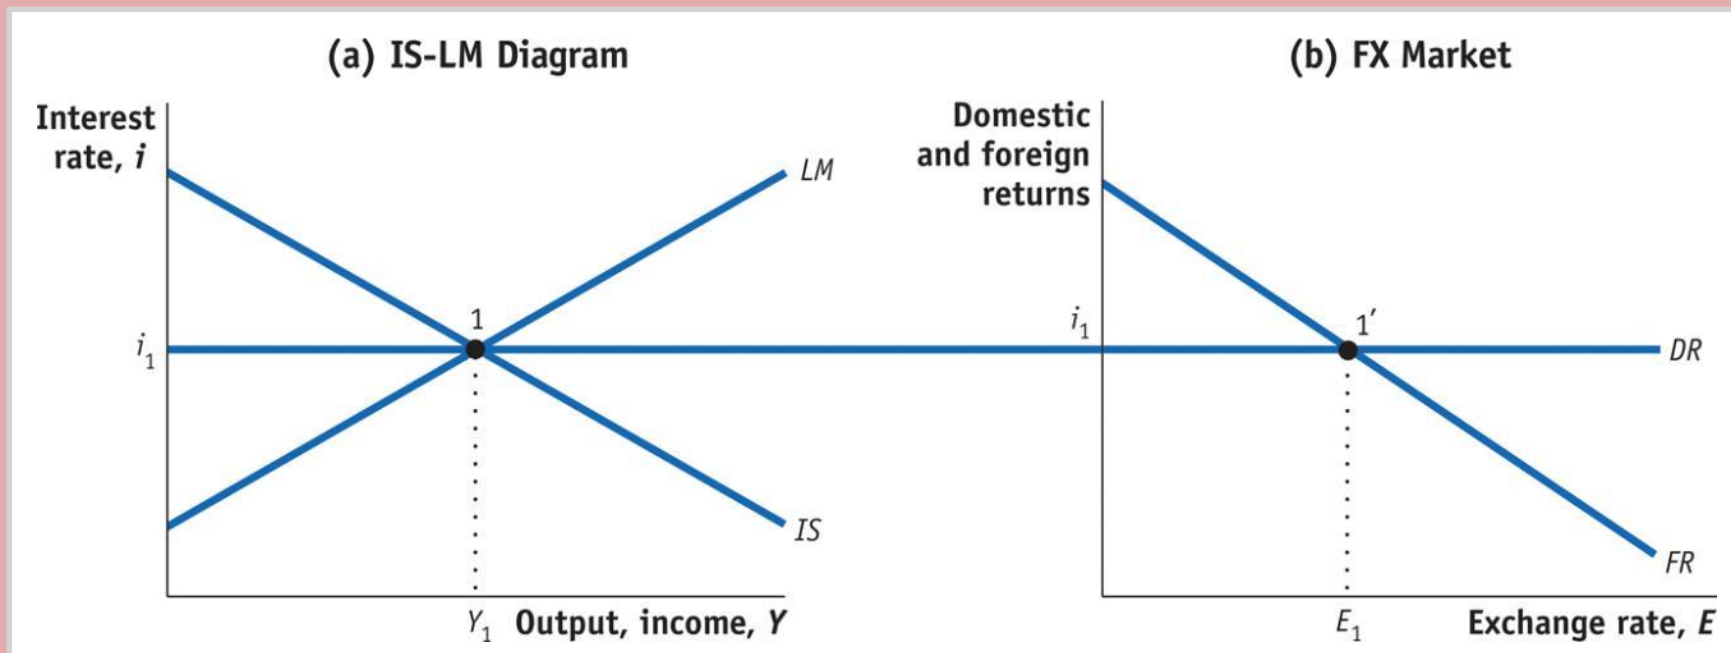 (a) IS-LM Diagram
Interest
rate, i
LM
1
i₁
IS
Y₁ Output, income, Y
(b) FX Market
Domestic
and foreign
returns
i₁
1′
DR
FR
E₁ Exchange rate, E